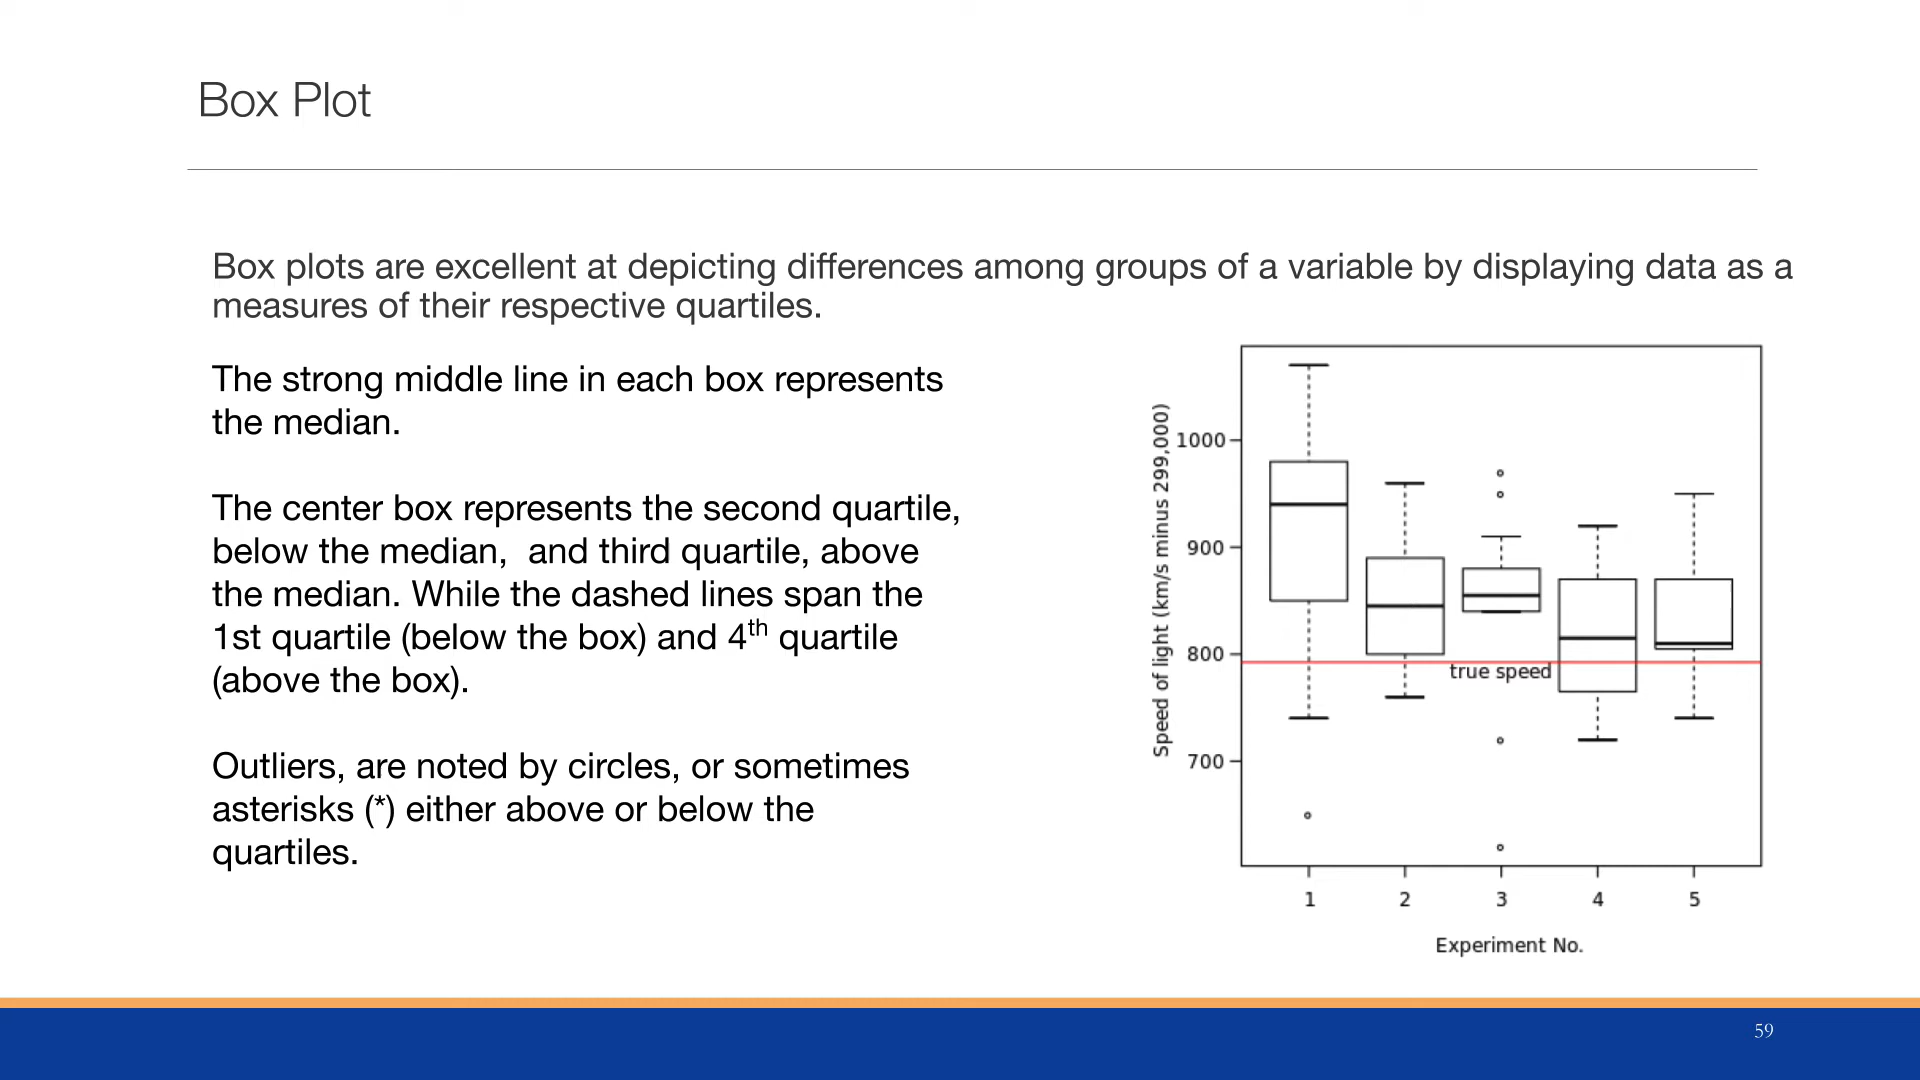 Box Plot
Box plots are excellent at depicting differences among groups of a variable by displaying data as a
measures of their respective quartiles.
The strong middle line in each box represents
the median.
The center box represents the second quartile,
below the median,  and third quartile, above
the median. While the dashed lines span the
1st quartile (below the box) and 4th quartile
(above the box).
Outliers, are noted by circles, or sometimes
asterisks (*) either above or below the
quartiles.
Speed of light (km/s minus 299,000)
1000
900
800
700
true speed
1 2 3 4 5
Experiment No.
59